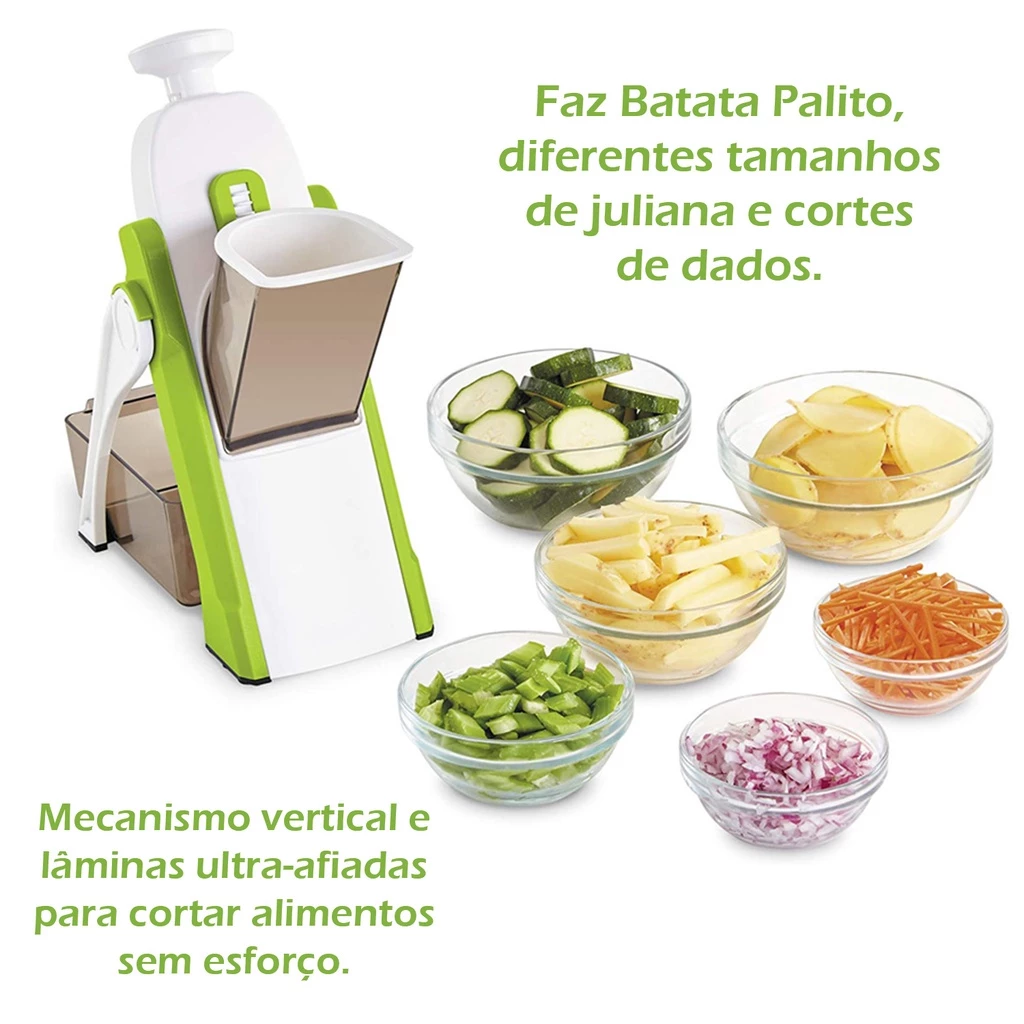 Faz Batata Palito,
diferentes tamanhos
de juliana e cortes
de dados.
Mecanismo vertical e
lâminas ultra-afiadas
para cortar alimentos
sem esforço.